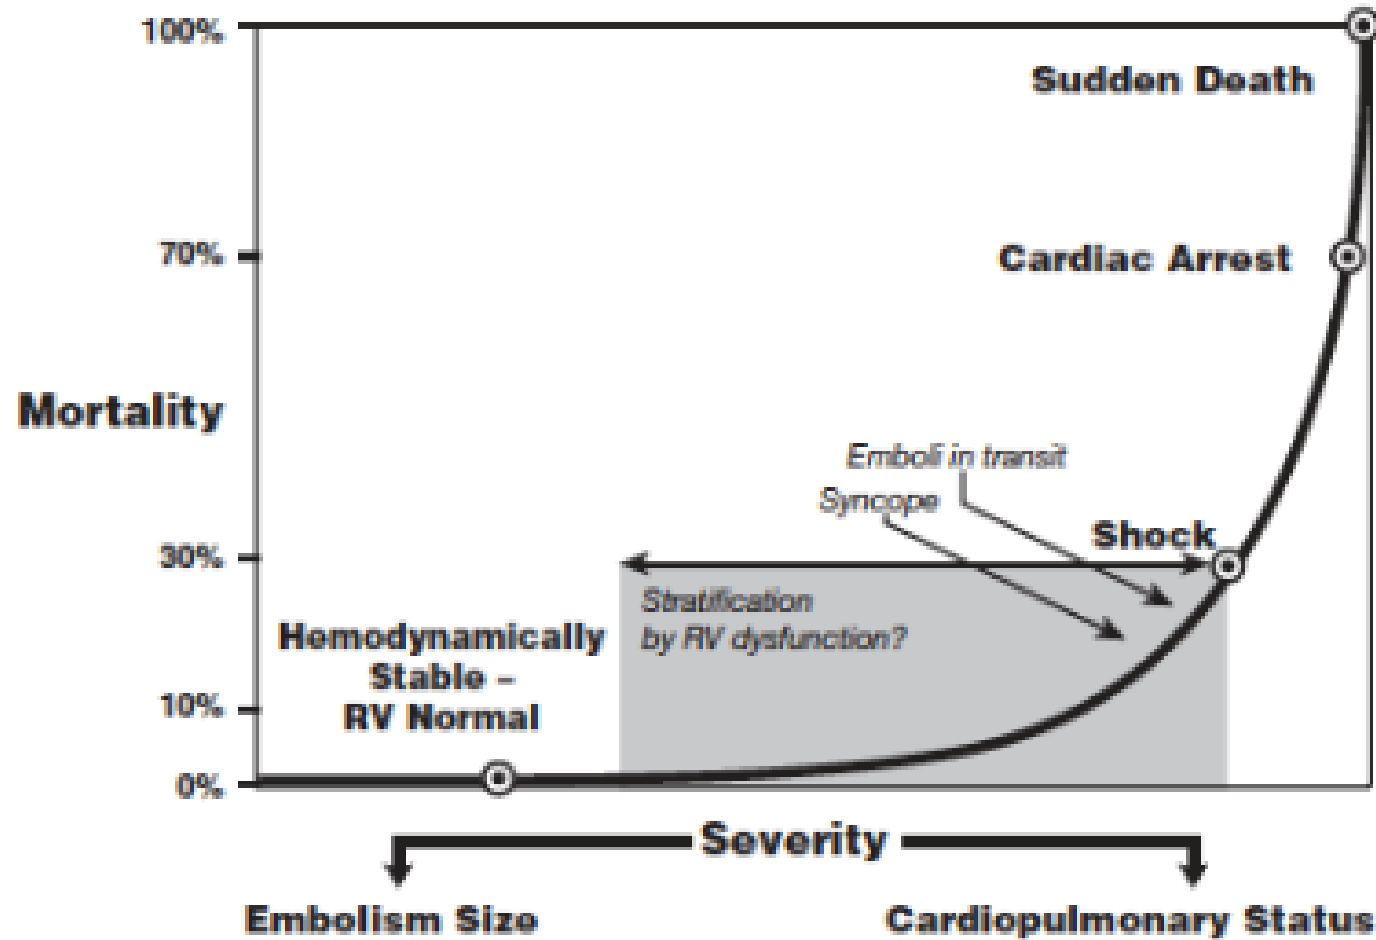 100%
Sudden Death
70%
Cardiac Arrest
Mortality
Emboli in transit
Syncope
Shock
30%
Stratification
by RV dysfunction?
Hemodynamically
Stable –
RV Normal
10%
0%
Severity
Embolism Size
Cardiopulmonary Status